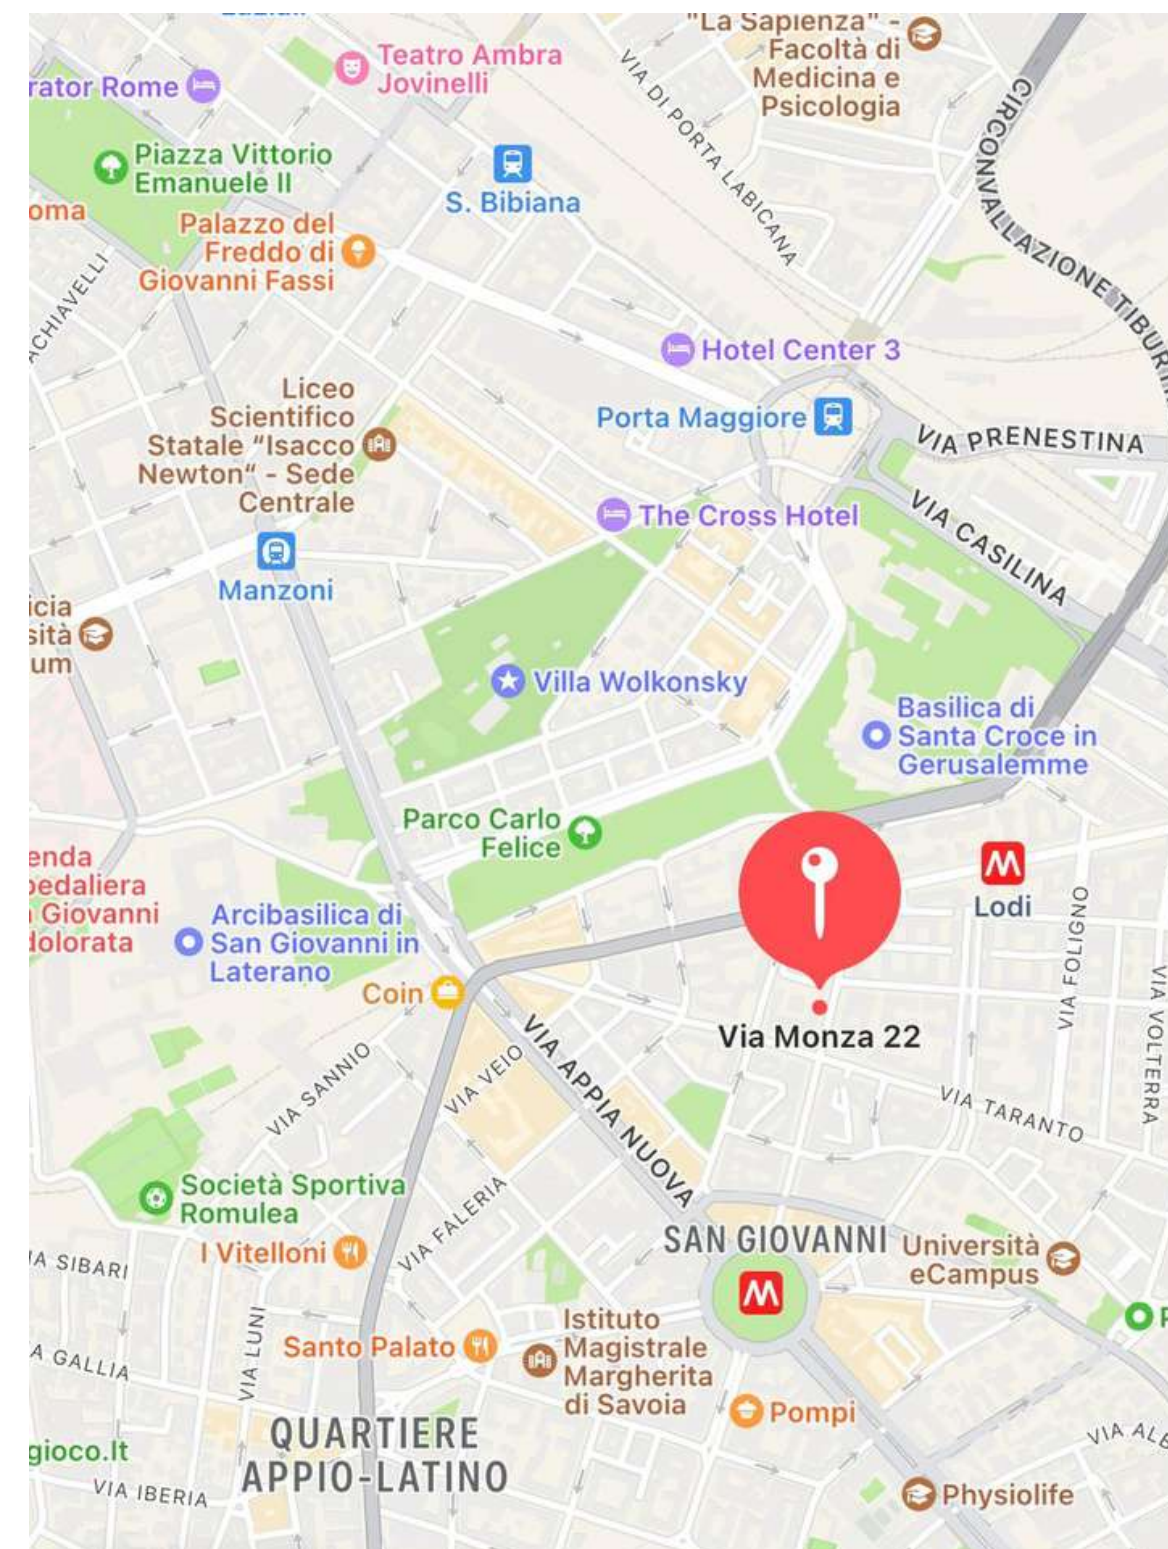 "La Sapienza" -
Facoltà di
Medicina e
Psicologia
Teatro Ambra
Jovinelli
rator Rome
VIA DI PORTA LABICANA
CIRCONVALLAZIONE TIBURTI
Piazza Vittorio
Emanuele II
S. Bibiana
oma
Palazzo del
Freddo di
Giovanni Fassi
ACHIAVELLI
Hotel Center 3
Liceo
Scientifico
Statale “Isacco
Newton“ - Sede
Centrale
Porta Maggiore
VIA PRENESTINA
The Cross Hotel
VIA CASILINA
Manzoni
icia
sità
um
Villa Wolkonsky
Basilica di
Santa Croce in
Gerusalemme
Parco Carlo
Felice
enda
pedaliera
Giovanni
dolorata
Lodi
Arcibasilica di
San Giovanni in
Laterano
VIA FOLIGNO
VIA VOLTERRA
Coin
Via Monza 22
VIA SANNIO
VIA VEIO
VIA APPIA NUOVA
VIA TARANTO
Società Sportiva
Romulea
VIA FALERIA
I Vitelloni
SAN GIOVANNI
Università
eCampus
IA SIBARI
VIA LUNI
Santo Palato
Istituto
Magistrale
Margherita
di Savoia
A GALLIA
Pompi
QUARTIERE
APPIO-LATINO
VIA ALB
gioco.It
VIA IBERIA
Physiolife